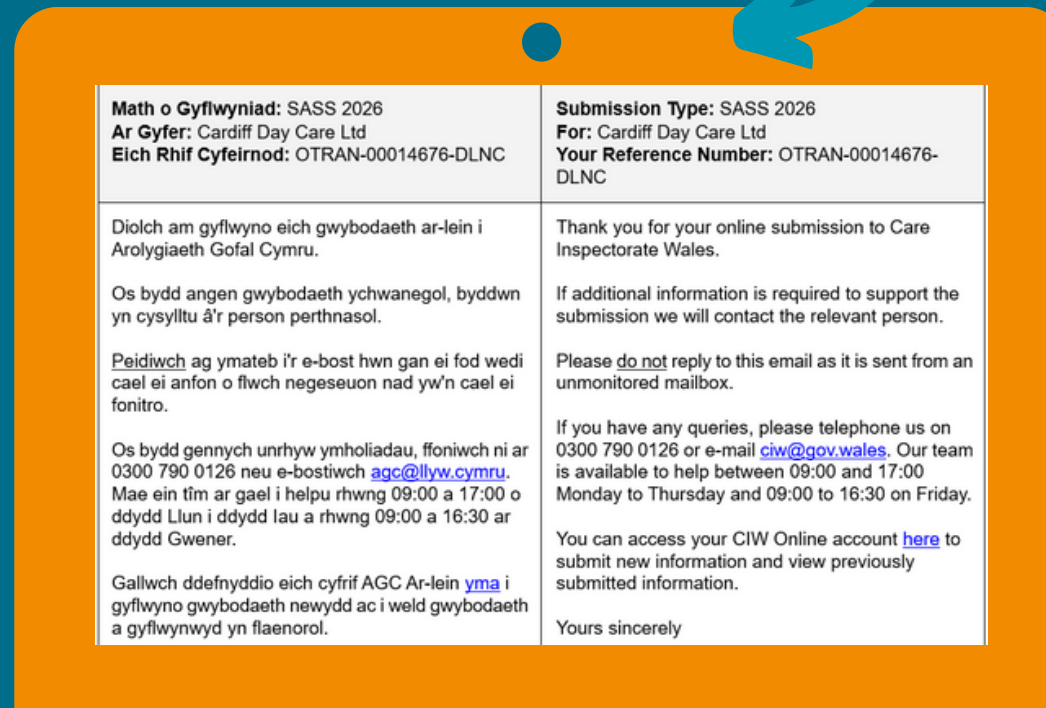 Math o Gyflwyniad: SASS 2026
Ar Gyfer: Cardiff Day Care Ltd
Eich Rhif Cyfeirnod: OTRAN-00014676-DLNC
Diolch am gyflwyno eich gwybodaeth ar-lein i
Arolygiaeth Gofal Cymru.
Os bydd angen gwybodaeth ychwanegol, byddwn
yn cysylltu â'r person perthnasol.
Peidiwch ag ymateb i'r e-bost hwn gan ei fod wedi
cael ei anfon o flwch negeseuon nad yw'n cael ei
fonitro.
Os bydd gennych unrhyw ymholiadau, ffoniwch ni ar
0300 790 0126 neu e-bostiwch agc@llyw.cymru.
Mae ein tîm ar gael i helpu rhwng 09:00 a 17:00 o
ddydd Llun i ddydd Iau a rhwng 09:00 a 16:30 ar
ddydd Gwener.
Gallwch ddefnyddio eich cyfrif AGC Ar-lein yma i
gyflwyno gwybodaeth newydd ac i weld gwybodaeth
a gyflwynwyd yn flaenorol.
Submission Type: SASS 2026
For: Cardiff Day Care Ltd
Your Reference Number: OTRAN-00014676-
DLNC
Thank you for your online submission to Care
Inspectorate Wales.
If additional information is required to support the
submission we will contact the relevant person.
Please do not reply to this email as it is sent from an
unmonitored mailbox.
If you have any queries, please telephone us on
0300 790 0126 or e-mail ciw@gov.wales. Our team
is available to help between 09:00 and 17:00
Monday to Thursday and 09:00 to 16:30 on Friday.
You can access your CIW Online account here to
submit new information and view previously
submitted information.
Yours sincerely